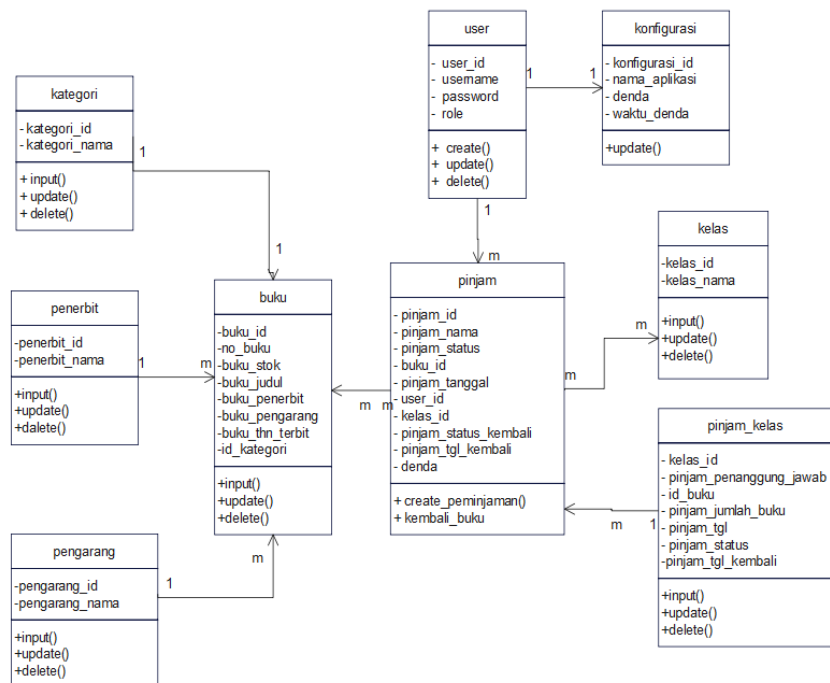 user
- user_id
- username
- password
- role
+ create()
+ update()
+ delete()
1
1
konfigurasi
- konfigurasi_id
- nama_aplikasi
- denda
- waktu_denda
+update()
kategori
- kategori_id
- kategori_nama
+ input()
+ update()
+ delete()
1
1
1
m
kelas
-kelas_id
-kelas_nama
+input()
+update()
+delete()
m
m
penerbit
-penerbit_id
-penerbit_nama
+input()
+update()
+dalete()
1
m
buku
-buku_id
-no_buku
-buku_stok
-buku_judul
-buku_penerbit
-buku_pengarang
-buku_thn_terbit
-id_kategori
+input()
+update()
+delete()
m
m
pinjam
- pinjam_id
- pinjam_nama
- pinjam_status
- buku_id
- pinjam_tanggal
- user_id
- kelas_id
- pinjam_status_kembali
- pinjam_tgl_kembali
- denda
+ create_peminjaman()
+ kembali_buku
pinjam_kelas
- kelas_id
- pinjam_penanggung_jawab
- id_buku
- pinjam_jumlah_buku
- pinjam_tgl
- pinjam_status
-pinjam_tgl_kembali
+input()
+update()
+delete()
m
1
pengarang
-pengarang_id
-pengarang_nama
+input()
+update()
+delete()
1
m